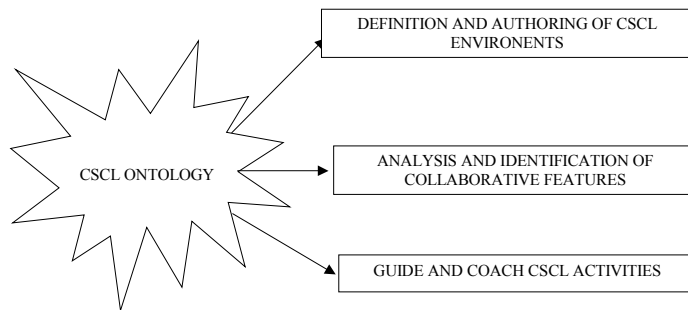 DEFINITION AND AUTHORING OF CSCL
ENVIRONENTS
CSCL ONTOLOGY
ANALYSIS AND IDENTIFICATION OF
COLLABORATIVE FEATURES
GUIDE AND COACH CSCL ACTIVITIES